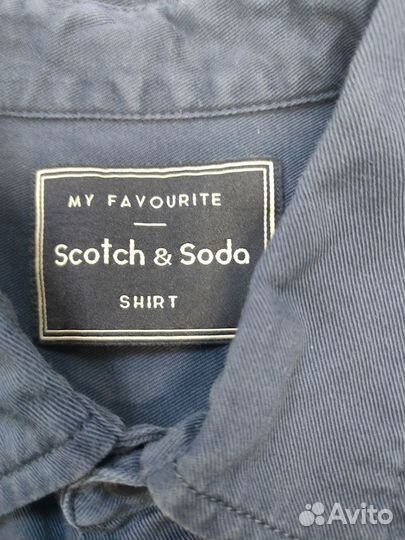 MY FAVOURITE
Scotch & Soda
SHIRT
Avito